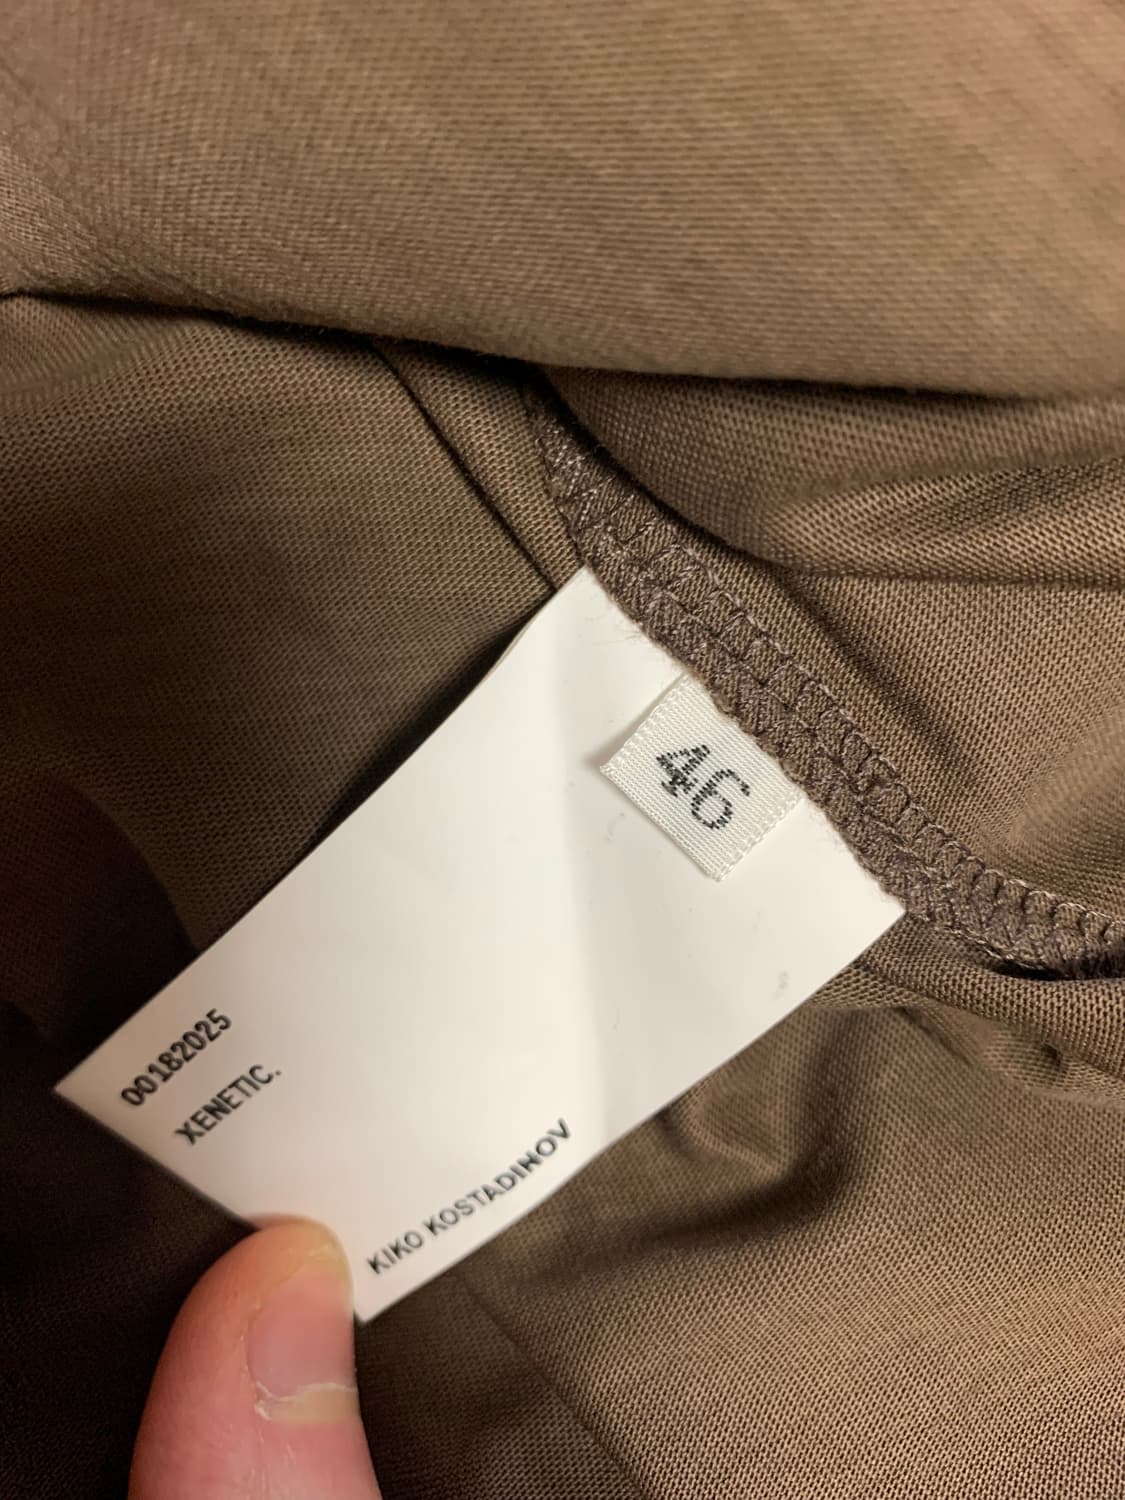 46
00182025
XENETIC.
KIKO KOSTADINOV